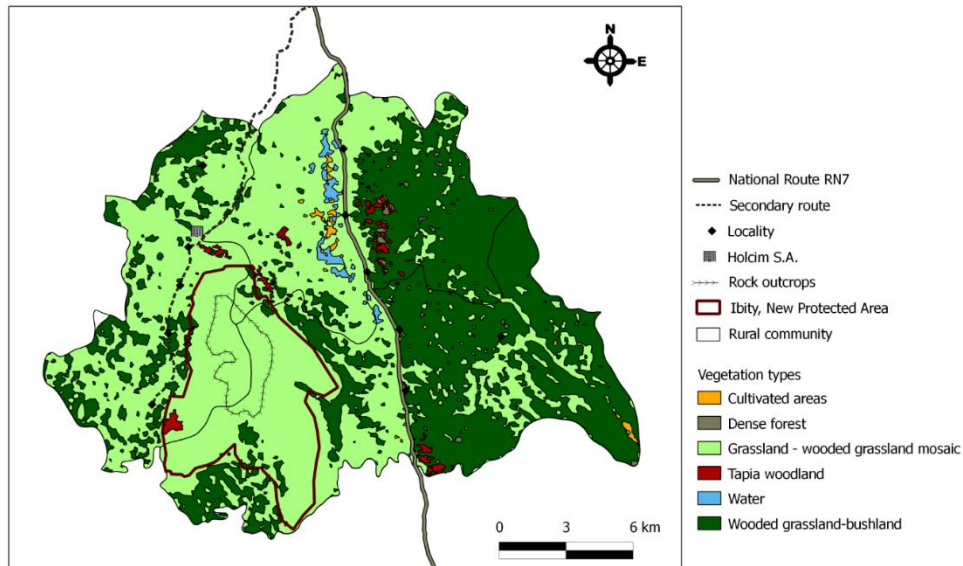 N
E
National Route RN7
Secondary route
Locality
Holcim S.A.
Rock outcrops
Ibity, New Protected Area
Rural community
Vegetation types
Cultivated areas
Dense forest
Grassland - wooded grassland mosaic
Tapia woodland
Water
Wooded grassland-bushland
0 3 6 km